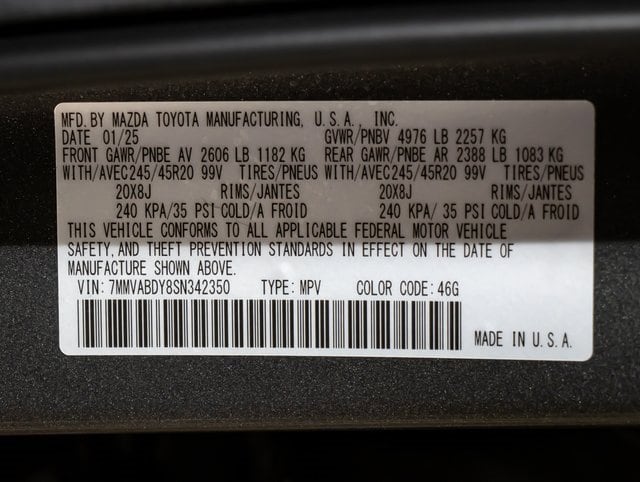 MFD. BY MAZDA TOYOTA MANUFACTURING, U.S.A., INC.
DATE 01/25 GVWR/PNBV 4976 LB 2257 KG
FRONT GAWR/PNBE AV 2606 LB 1182 KG REAR GAWR/PNBE AR 2388 LB 1083 KG
WITH/AVEC245/45R20 99V TIRES/PNEUS WITH/AVEC245/45R20 99V TIRES/PNEUS
20X8J RIMS/JANTES 20X8J RIMS/JANTES
240 KPA/35 PSI COLD/A FROID 240 KPA/ 35 PSI COLD/A FROID
THIS VEHICLE CONFORMS TO ALL APPLICABLE FEDERAL MOTOR VEHICLE
SAFETY, AND THEFT PREVENTION STANDARDS IN EFFECT ON THE DATE OF
MANUFACTURE SHOWN ABOVE.
VIN: 7MMVABDY8SN342350 TYPE: MPV COLOR CODE: 46G
MADE IN U.S.A.